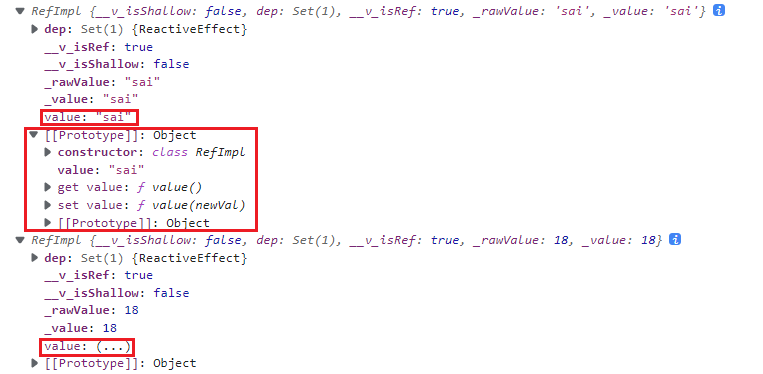 RefImpl {__v_isShallow: false, dep: Set(1), __v_isRef: true, _rawValue: 'sai', _value: 'sai'}
dep: Set(1) {ReactiveEffect}
__v_isRef: true
__v_isShallow: false
_rawValue: "sai"
_value: "sai"
value: "sai"
[[Prototype]]: Object
constructor: class RefImpl
value: "sai"
get value: ƒ value()
set value: ƒ value(newVal)
[[Prototype]]: Object
RefImpl {__v_isShallow: false, dep: Set(1), __v_isRef: true, _rawValue: 18, _value: 18}
dep: Set(1) {ReactiveEffect}
__v_isRef: true
__v_isShallow: false
_rawValue: 18
_value: 18
value: (...)
[[Prototype]]: Object